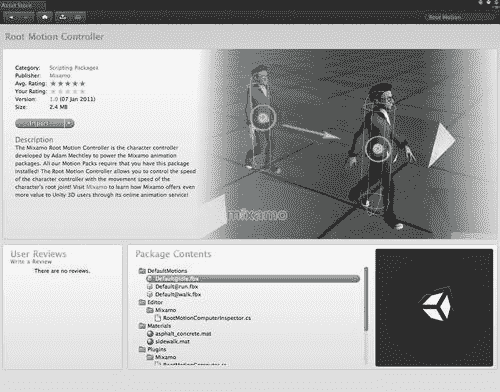 Asset Store
Root Motion
Root Motion Controller
Category: Scripting Packages
Publisher: Mixamo
Avg. Rating:
Your Rating:
Version: 1.0 (07 Jan 2011)
Size: 2.4 MB
Import
Description
The Mixamo Root Motion Controller is the character controller
developed by Adam Mechtley to power the Mixamo animation
packages. All our Motion Packs require that you have this package
installed! The Root Motion Controller allows you to control the speed
of the character controller with the movement speed of the
character's root joint! Visit Mixamo to learn how Mixamo offers even
more value to Unity 3D users through its online animation service!
mixamo
User Reviews
Write a Review
There are no reviews.
Package Contents
DefaultMotions
Default@idle.fbx
Default@run.fbx
Default@walk.fbx
Editor
Mixamo
RootMotionComputerInspector.cs
Materials
asphalt_concrete.mat
sidewalk.mat
Plugins
Mixamo
RootMotionComputer.cs